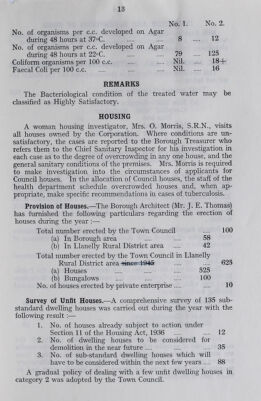 13
No. 1. No. 2.
No. of organisms per c.c. developed on Agar
during 48 hours at 37·C. ... ... 8 ... 12
No. of organisms per c.c. developed on Agar
during 48 hours at 22·C. ... ... 79 ... 125
Coliform organisms per 100 c.c. ... Nil. ... 18+
Faecal Coli per 100 c.c. ... ... Nil. ... 16
REMARKS
The Bacteriological condition of the treated water may be
classified as Highly Satisfactory.
HOUSING
A woman housing investigator, Mrs. O. Morris, S.R.N., visits
all houses owned by the Corporation. Where conditions are un-
satisfactory, the cases are reported to the Borough Treasurer who
refers them to the Chief Sanitary Inspector for his investigation in
each case as to the degree of overcrowding in any one house, and the
general sanitary conditions of the premises. Mrs. Morris is required
to make investigation into the circumstances of applicants for
Council houses. In the allocation of Council houses, the staff of the
health department schedule overcrowded houses and, when ap-
propriate, make specific recommendations in cases of tuberculosis.
Provision of Houses.—The Borough Architect (Mr. J. E. Thomas)
has furnished the following particulars regarding the erection of
houses during the year :—
Total number erected by the Town Council ... 100
(a) In Borough area ... ... 58
(b) In Llanelly Rural District area ... 42
Total number erected by the Town Council in Llanelly
Rural District area since 1945 ... ... 625
(a) Houses ... ... ... 525
(b) Bungalows ... ... ... 100
No. of houses erected by private enterprise ... ... 10
Survey of Unfit Houses.—A comprehensive survey of 135 sub-
standard dwelling houses was carried out during the year with the
following result :—
1. No. of houses already subject to action under
Section 11 of the Housing Act, 1936 ... 12
2. No. of dwelling houses to be considered for
demolition in the near future ... ... 35
3. No. of sub-standard dwelling houses which will
have to be considered within the next few years ... 88
A gradual policy of dealing with a few unfit dwelling houses in
category 2 was adopted by the Town Council.